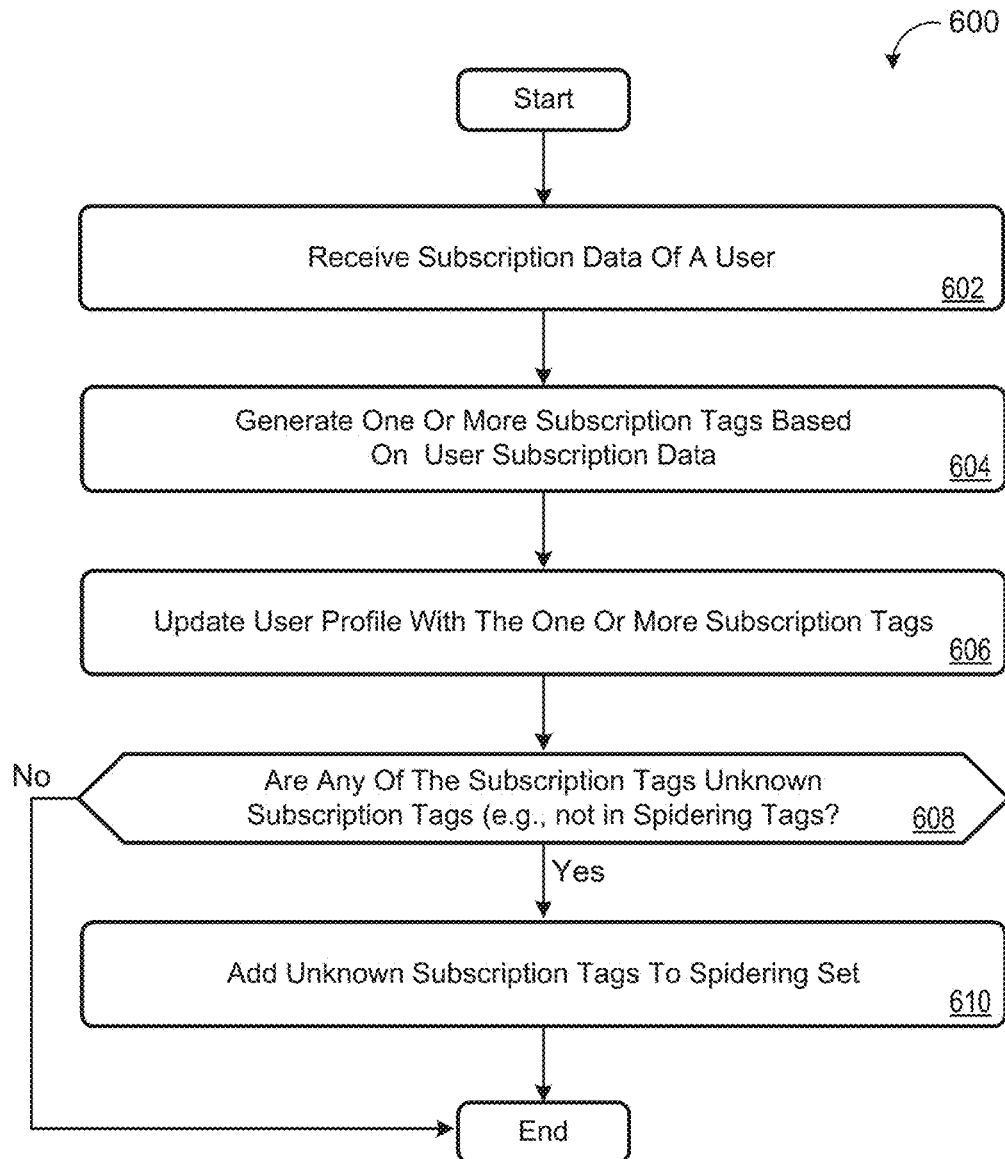 600
Start
Receive Subscription Data Of A User
602
Generate One Or More Subscription Tags Based
On User Subscription Data
604
Update User Profile With The One Or More Subscription Tags
606
No
Are Any Of The Subscription Tags Unknown
Subscription Tags (e.g., not in Spidering Tags?
608
Yes
Add Unknown Subscription Tags To Spidering Set
610
End